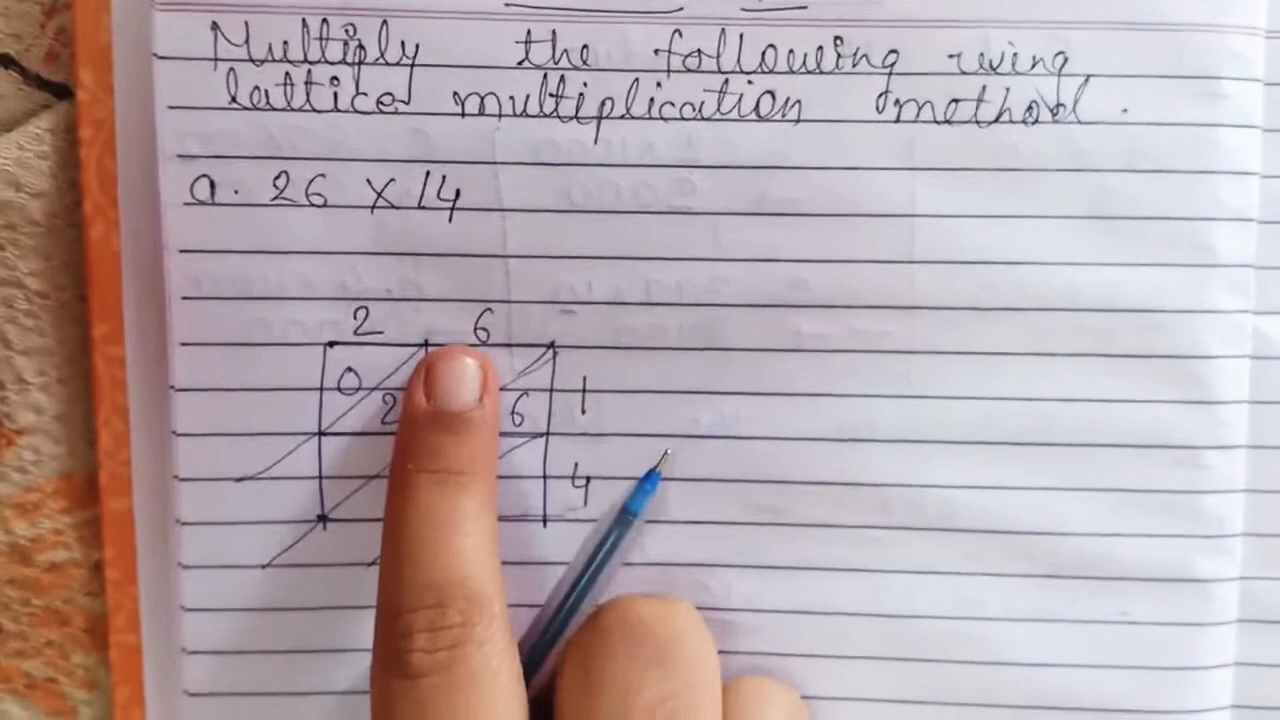 Multiply the following using
lattice multiplication method.
a. 26 × 14
2 6
0
2 6 1
4